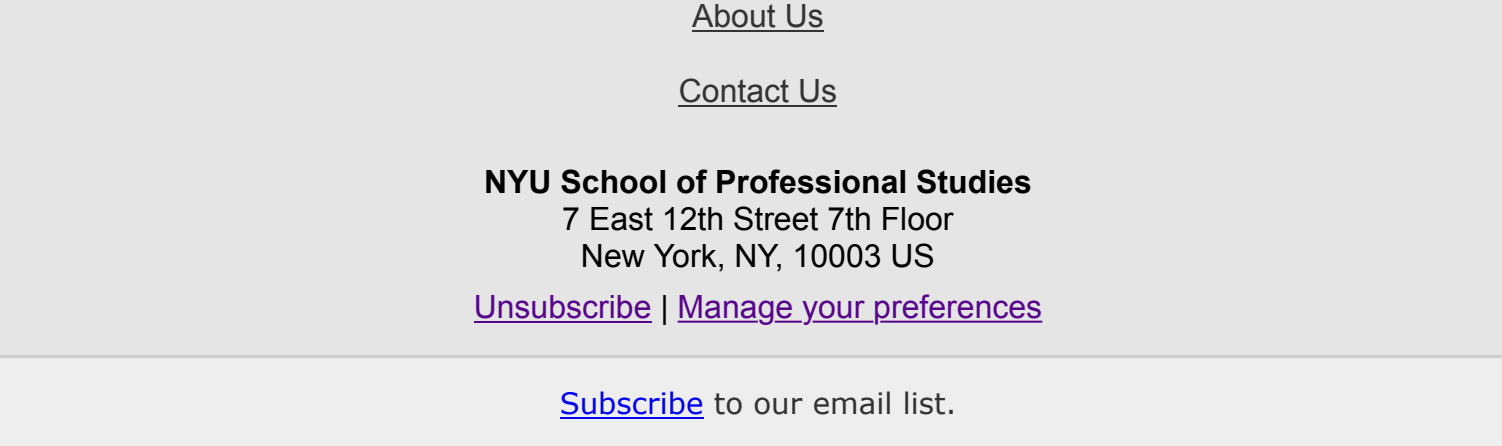 About Us
Contact Us
NYU School of Professional Studies
7 East 12th Street 7th Floor
New York, NY, 10003 US
Unsubscribe | Manage your preferences
Subscribe to our email list.